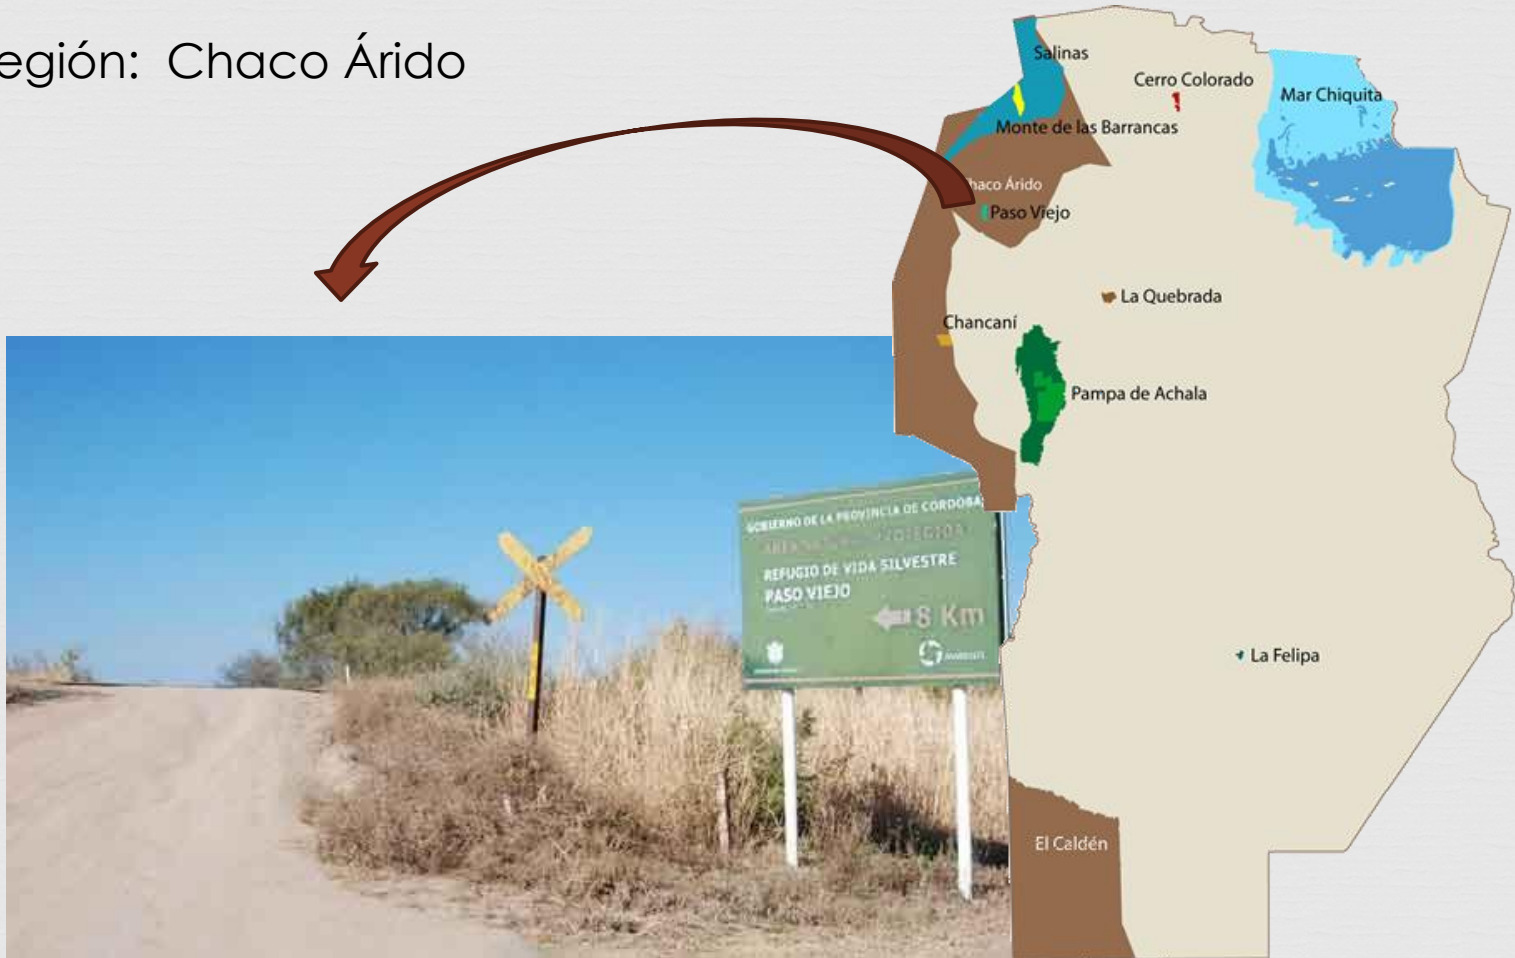 egión: Chaco Árido
Salinas
Cerro Colorado
Mar Chiquita
Monte de las Barrancas
haco Árido
Paso Viejo
La Quebrada
Chancaní
Pampa de Achala
La Felipa
El Caldén
GOBIERNO DE LA PROVINCIA DE CORDOBA
REFUGIO DE VIDA SILVESTRE
PASO VIEJO
8 Km